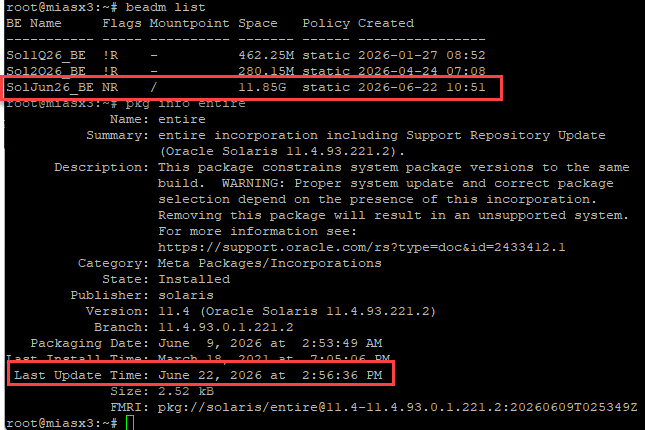 root@miasx3:~# beadm list
BE Name     Flags Mountpoint Space   Policy Created
----------- ----- ---------- ------- ------ ----------------
Sol1Q26_BE  !R    -          462.25M static 2026-01-27 08:52
Sol2Q26_BE  !R    -          280.15M static 2026-04-24 07:08
SolJun26_BE NR    /          11.85G  static 2026-06-22 10:51
root@miasx3:~# pkg info entire
Name: entire
Summary: entire incorporation including Support Repository Update
(Oracle Solaris 11.4.93.221.2).
Description: This package constrains system package versions to the same
build.  WARNING: Proper system update and correct package
selection depend on the presence of this incorporation.
Removing this package will result in an unsupported system.
For more information see:
https://support.oracle.com/rs?type=doc&id=2433412.1
Category: Meta Packages/Incorporations
State: Installed
Publisher: solaris
Version: 11.4 (Oracle Solaris 11.4.93.221.2)
Branch: 11.4.93.0.1.221.2
Packaging Date: June  9, 2026 at  2:53:49 AM
Last Install Time: March 18, 2021 at  7:05:06 PM
Last Update Time: June 22, 2026 at  2:56:36 PM
Size: 2.52 kB
FMRI: pkg://solaris/entire@11.4-11.4.93.0.1.221.2:20260609T025349Z
root@miasx3:~#